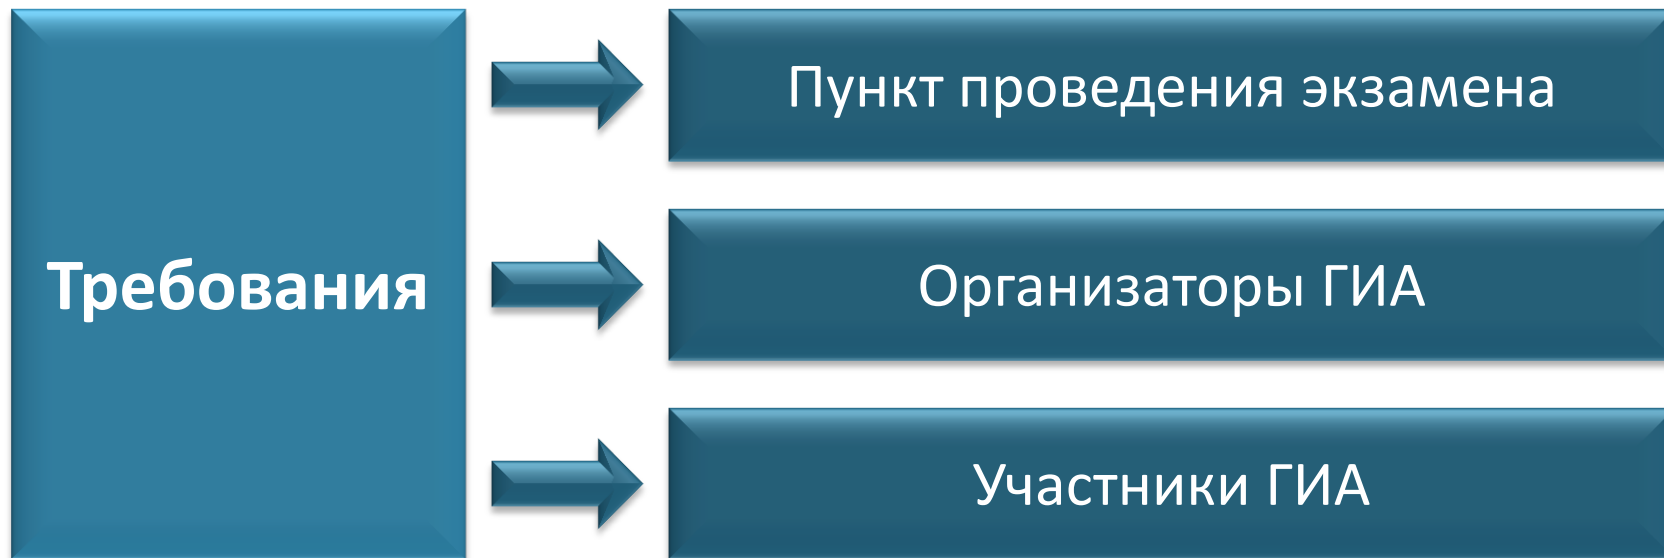 Требования
Пункт проведения экзамена
Организаторы ГИА
Участники ГИА